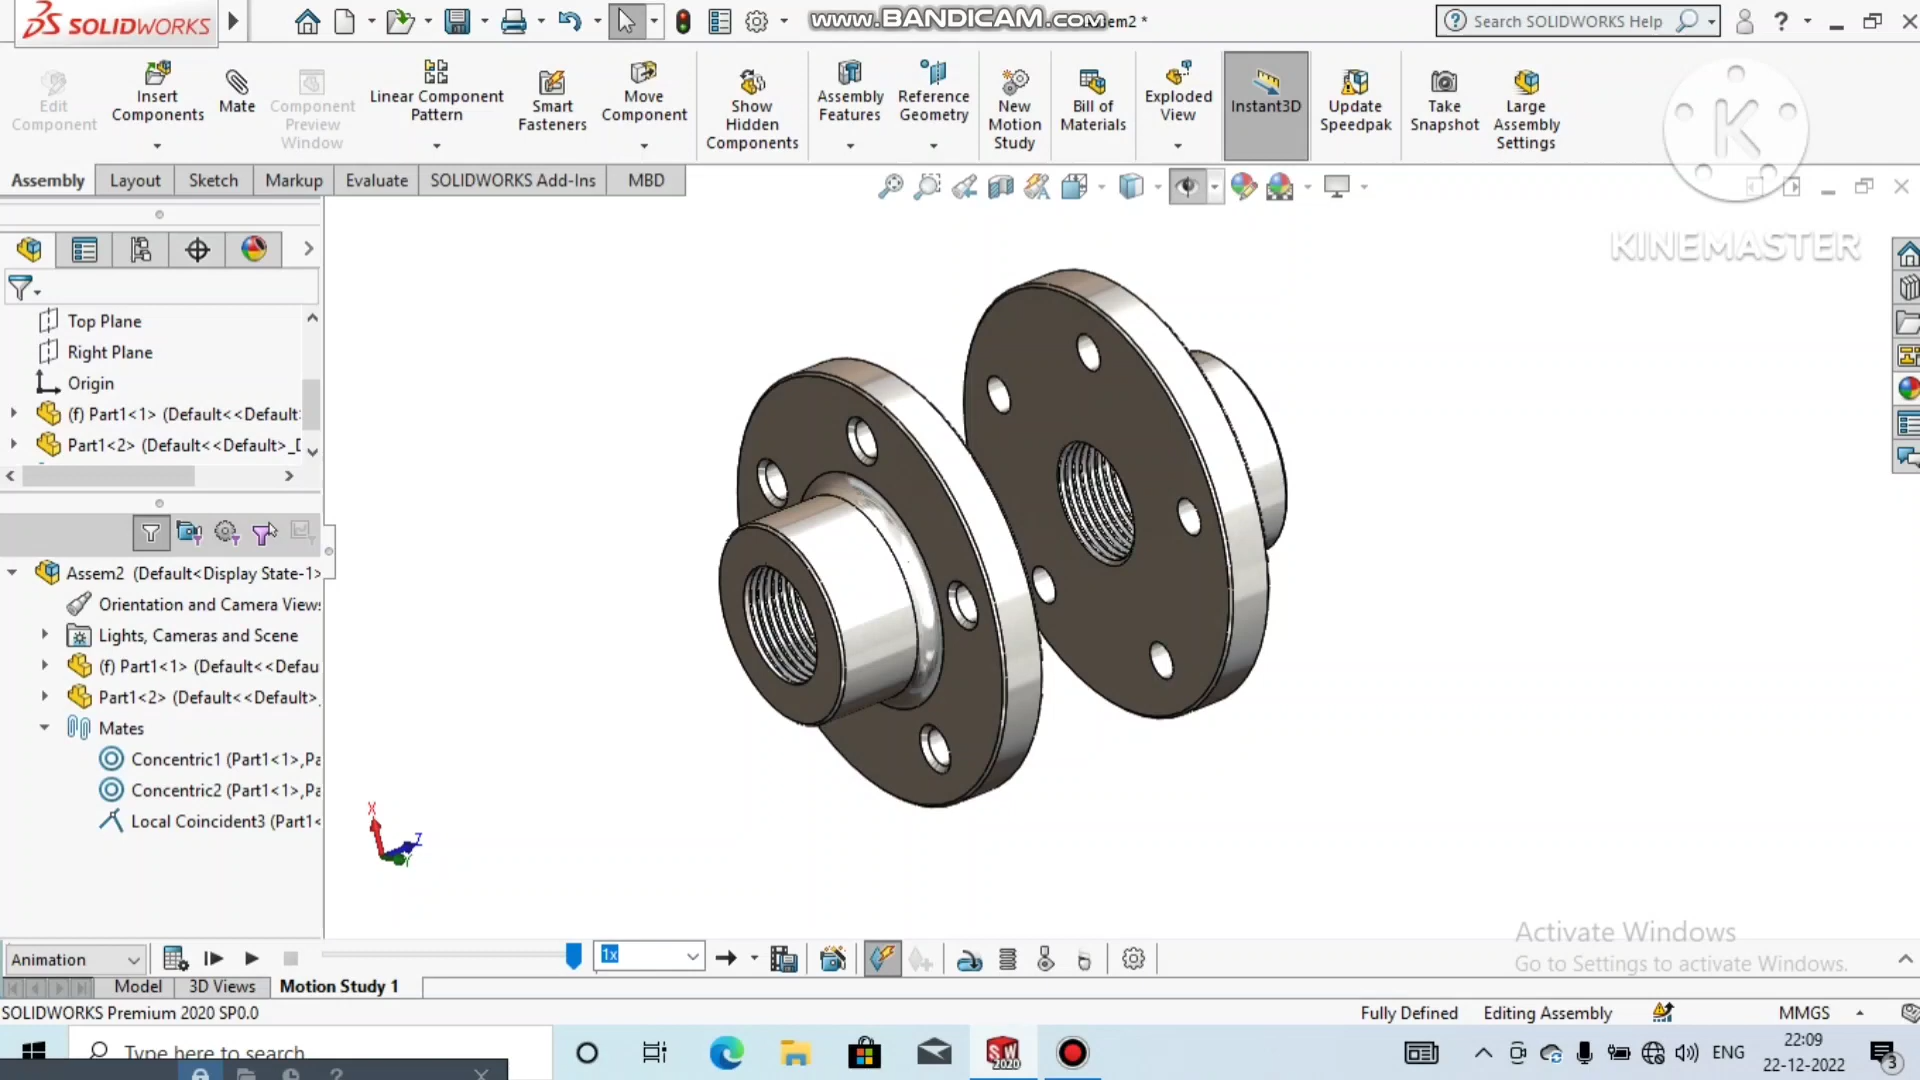 SOLIDWORKS
www.BANDICAM.com
Search SOLIDWORKS Help
Edit
Component
Insert
Components
Mate
Component
Preview
Window
Linear Component
Pattern
Smart
Fasteners
Move
Component
Show
Hidden
Components
Assembly
Features
Reference
Geometry
New
Motion
Study
Bill of
Materials
Exploded
View
Instant3D
Update
Speedpak
Take
Snapshot
Large
Assembly
Settings
K
KINEMASTER
Assembly
Layout
Sketch
Markup
Evaluate
SOLIDWORKS Add-Ins
MBD
Top Plane
Right Plane
Origin
(f) Part1<1> (Default<<Default
Part1<2> (Default<<Default>_D
Assem2 (Default<Display State-1>
Orientation and Camera Views
Lights, Cameras and Scene
(f) Part1<1> (Default<<Defau
Part1<2> (Default<<Default>
Mates
Concentric1 (Part1<1>,Pa
Concentric2 (Part1<1>,Pa
Local Coincident3 (Part1<
X
Z
Y
Activate Windows
Go to Settings to activate Windows.
Animation
1x
Model
3D Views
Motion Study 1
SOLIDWORKS Premium 2020 SP0.0
Fully Defined
Editing Assembly
MMGS
Type here to search
SW
2020
ENG
22:09
22-12-2022
3